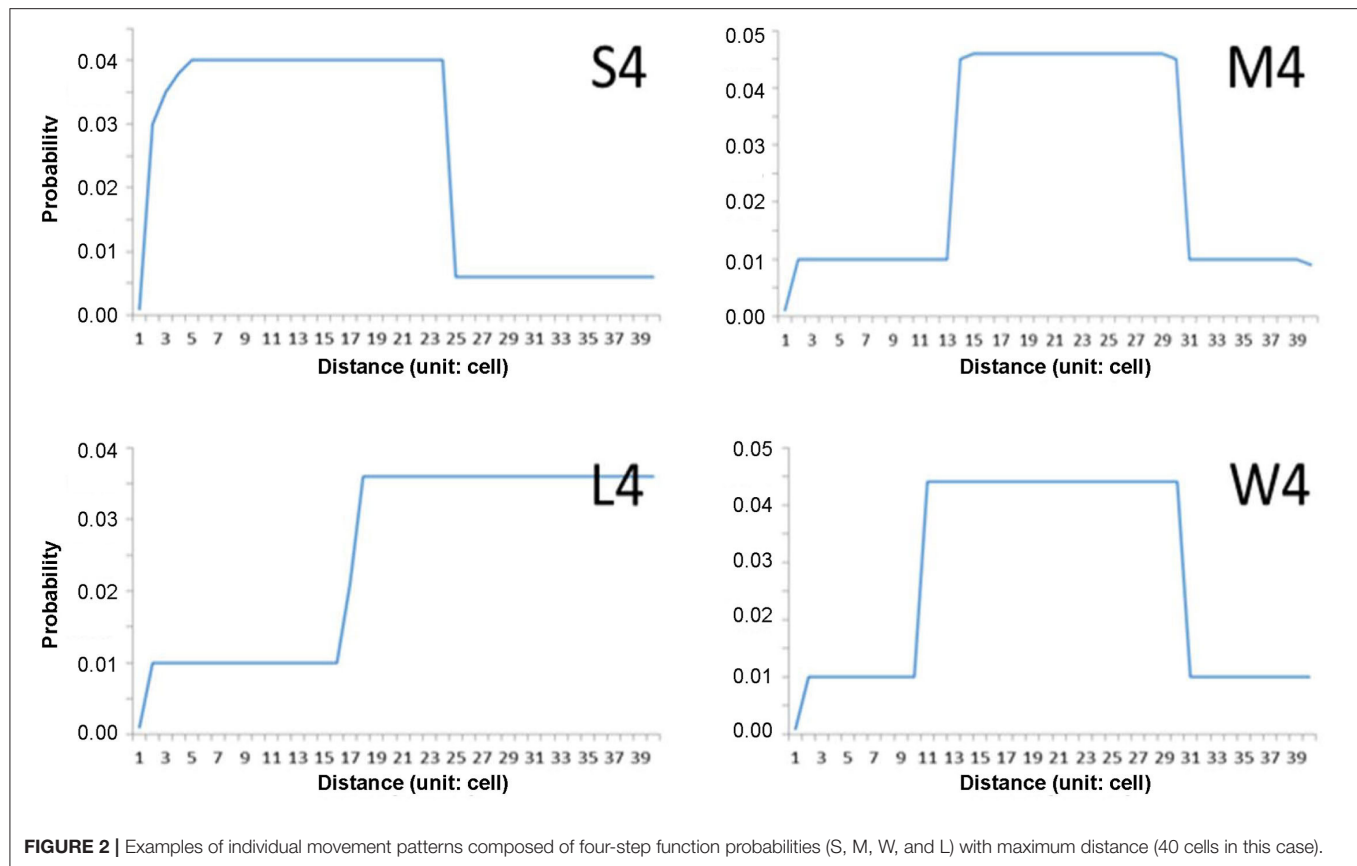 S4
0.04
0.03
0.02
0.01
0.00
Probability
1 3 5 7 9 11 13 15 17 19 21 23 25 27 29 31 33 35 37 39
Distance (unit: cell)
M4
0.05
0.04
0.03
0.02
0.01
0.00
1 3 5 7 9 11 13 15 17 19 21 23 25 27 29 31 33 35 37 39
Distance (unit: cell)
L4
0.04
0.03
0.02
0.01
0.00
Probability
1 3 5 7 9 11 13 15 17 19 21 23 25 27 29 31 33 35 37 39
Distance (unit: cell)
W4
0.05
0.04
0.03
0.02
0.01
0.00
1 3 5 7 9 11 13 15 17 19 21 23 25 27 29 31 33 35 37 39
Distance (unit: cell)
FIGURE 2 | Examples of individual movement patterns composed of four-step function probabilities (S, M, W, and L) with maximum distance (40 cells in this case).